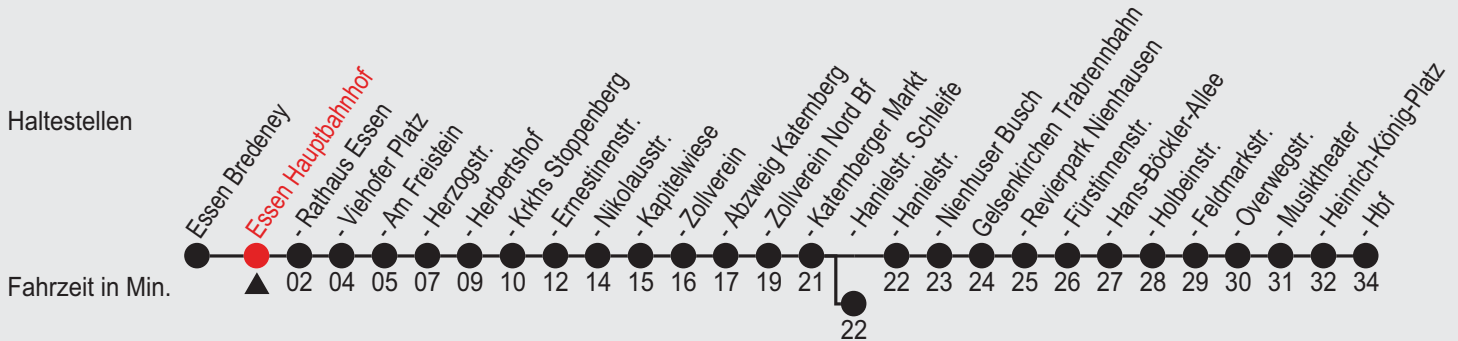 Haltestellen
Essen Bredeney
Essen Hauptbahnhof
- Rathaus Essen
- Viehofer Platz
- Am Freistein
- Herzogstr.
- Herbertshof
- Krkhs Stoppenberg
- Ernestinenstr.
- Nikolausstr.
- Kapitelwiese
- Zollverein
- Abzweig Katernberg
- Zollverein Nord Bf
- Katernberger Markt
- Hanielstr. Schleife
- Hanielstr.
- Nienhuser Busch
Gelsenkirchen Trabrennbahn
- Revierpark Nienhausen
- Fürstinnenstr.
- Hans-Böckler-Allee
- Holbeinstr.
- Feldmarkstr.
- Overwegstr.
- Musiktheater
- Heinrich-König-Platz
- Hbf
Fahrzeit in Min. 02 04 05 07 09 10 12 14 15 16 17 19 21 22 23 24 25 26 27 28 29 30 31 32 34
22